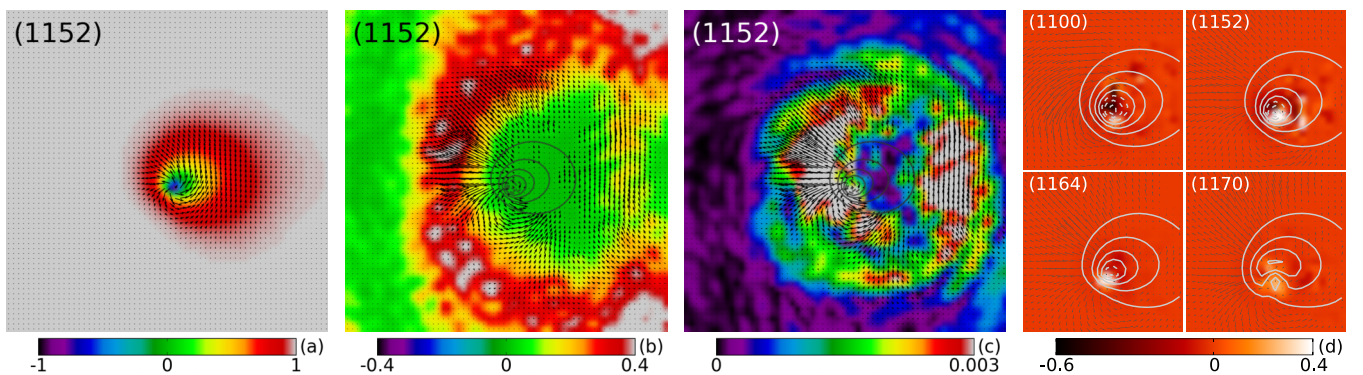 (1152)
-1 0 1 (a)
(1152)
-0.4 0 0.4 (b)
(1152)
0 0.003 (c)
(1100) (1152)
(1164) (1170)
-0.6 0 0.4 (d)